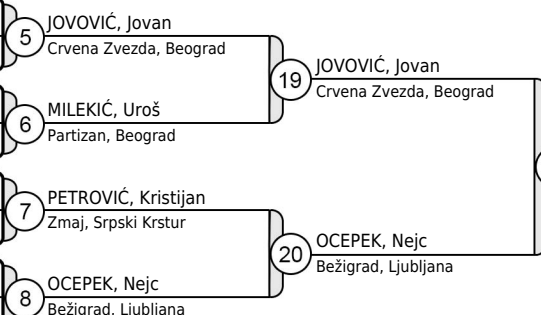 5
JOVOVIĆ, Jovan
Crvena Zvezda, Beograd
19
JOVOVIĆ, Jovan
Crvena Zvezda, Beograd
6
MILEKIĆ, Uroš
Partizan, Beograd
7
PETROVIĆ, Kristijan
Zmaj, Srpski Krstur
20
OCEPEK, Nejc
Bežigrad, Ljubljana
8
OCEPEK, Nejc
Bežigrad, Ljubljana